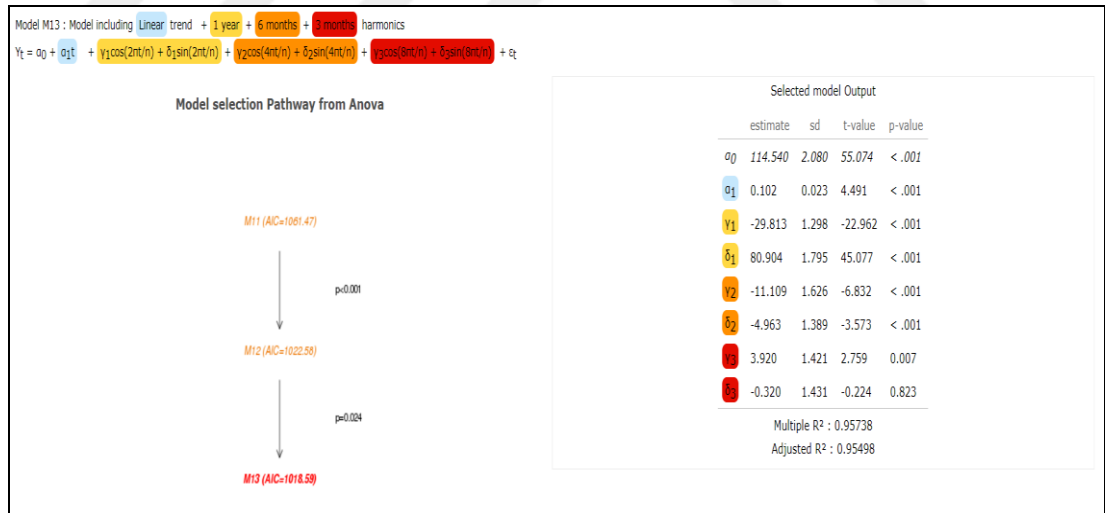 Model M13 : Model including Linear trend + 1 year + 6 months + 3 months harmonics
Yt = α0 + α1t + γ1cos(2πt/n) + δ1sin(2πt/n) + γ2cos(4πt/n) + δ2sin(4πt/n) + γ3cos(8πt/n) + δ3sin(8πt/n) + εt
Model selection Pathway from Anova
M11 (AIC=1061.47)
p<0.001
M12 (AIC=1022.58)
p=0.024
M13 (AIC=1018.59)
Selected model Output
estimate sd t-value p-value
α0 114.540 2.080 55.074 < .001
α1 0.102 0.023 4.491 < .001
γ1 -29.813 1.298 -22.962 < .001
δ1 80.904 1.795 45.077 < .001
γ2 -11.109 1.626 -6.832 < .001
δ2 -4.963 1.389 -3.573 < .001
γ3 3.920 1.421 2.759 0.007
δ3 -0.320 1.431 -0.224 0.823
Multiple R² : 0.95738
Adjusted R² : 0.95498